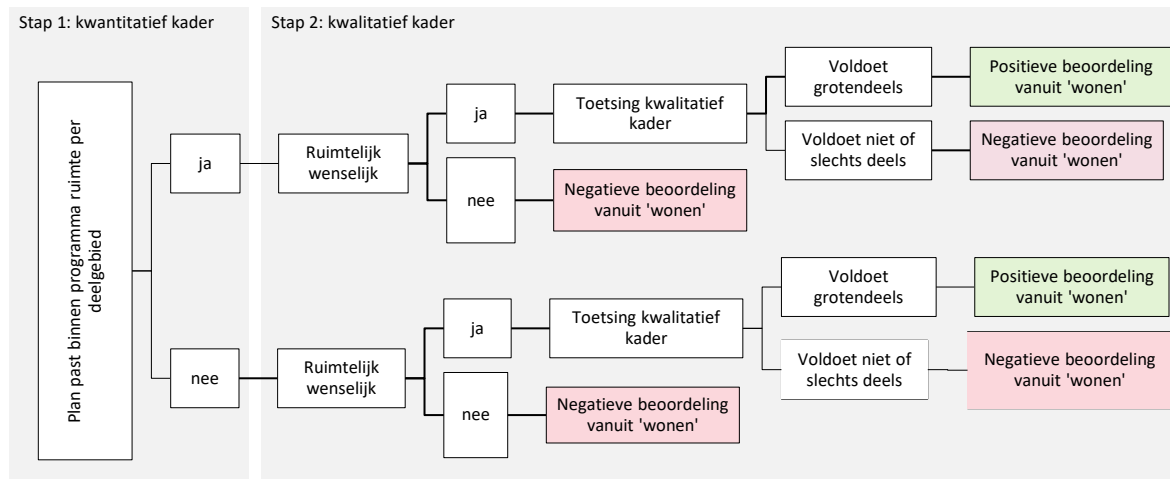 Stap 1: kwantitatief kader
Stap 2: kwalitatief kader
Plan past binnen programma ruimte per
deelgebied
ja
Ruimtelijk
wenselijk
ja
Toetsing kwalitatief
kader
Voldoet
grotendeels
Positieve beoordeling
vanuit 'wonen'
Voldoet niet of
slechts deels
Negatieve beoordeling
vanuit 'wonen'
nee
Negatieve beoordeling
vanuit 'wonen'
nee
Ruimtelijk
wenselijk
ja
Toetsing kwalitatief
kader
Voldoet
grotendeels
Positieve beoordeling
vanuit 'wonen'
Voldoet niet of
slechts deels
Negatieve beoordeling
vanuit 'wonen'
nee
Negatieve beoordeling
vanuit 'wonen'